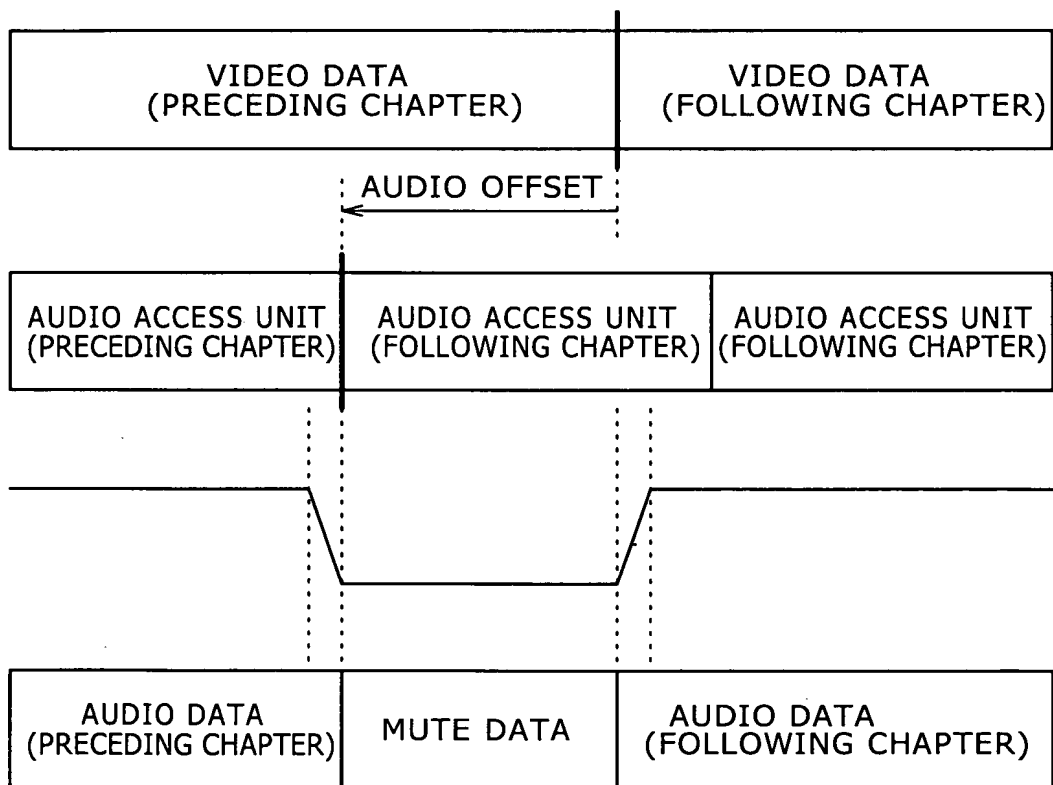 VIDEO DATA
(PRECEDING CHAPTER)
VIDEO DATA
(FOLLOWING CHAPTER)
AUDIO OFFSET
AUDIO ACCESS UNIT
(PRECEDING CHAPTER)
AUDIO ACCESS UNIT
(FOLLOWING CHAPTER)
AUDIO ACCESS UNIT
(FOLLOWING CHAPTER)
AUDIO DATA
(PRECEDING CHAPTER)
MUTE DATA
AUDIO DATA
(FOLLOWING CHAPTER)